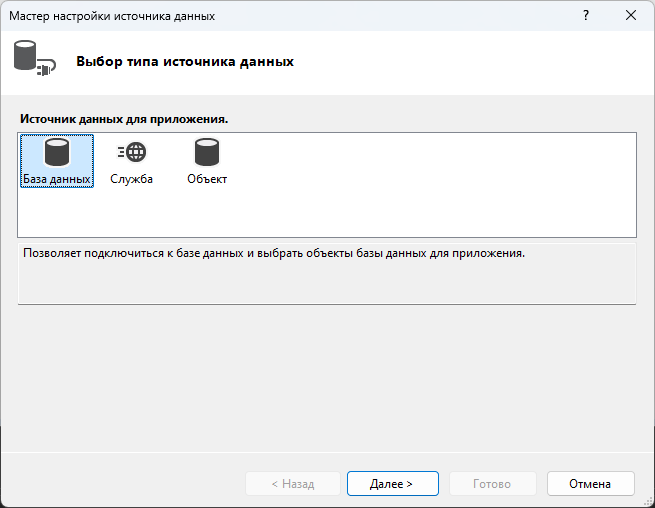 Мастер настройки источника данных
?
Выбор типа источника данных
Источник данных для приложения.
База данных Служба Объект
Позволяет подключиться к базе данных и выбрать объекты базы данных для приложения.
< Назад Далее > Готово Отмена